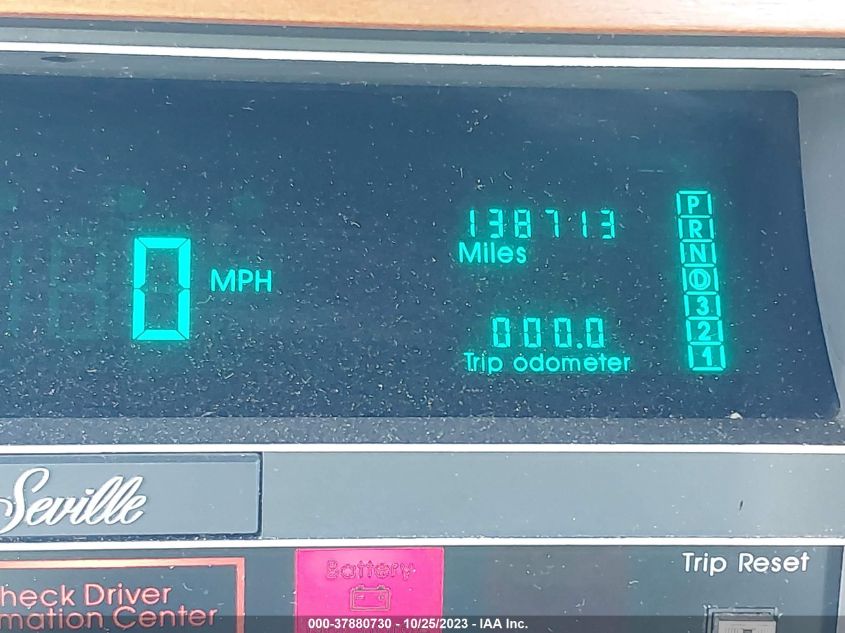 0 MPH
138713
Miles
000.0
Trip odometer
P
R
N
D
3
2
1
Seville
heck Driver
mation Center
Battery
Trip Reset
000-37880730 - 10/25/2023 - IAA Inc.